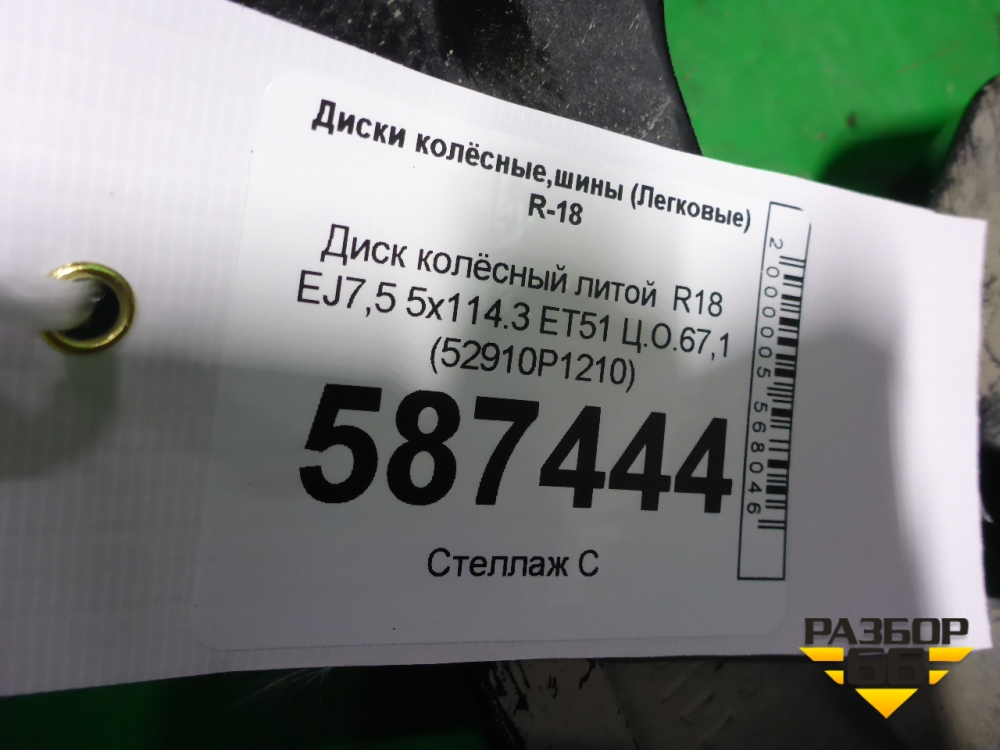 Диски колёсные,шины (Легковые)
R-18
Диск колёсный литой R18
EJ7,5 5x114.3 ET51 Ц.О.67,1
(52910P1210)
587444
Стеллаж С
2000005568046
РАЗБОР
66